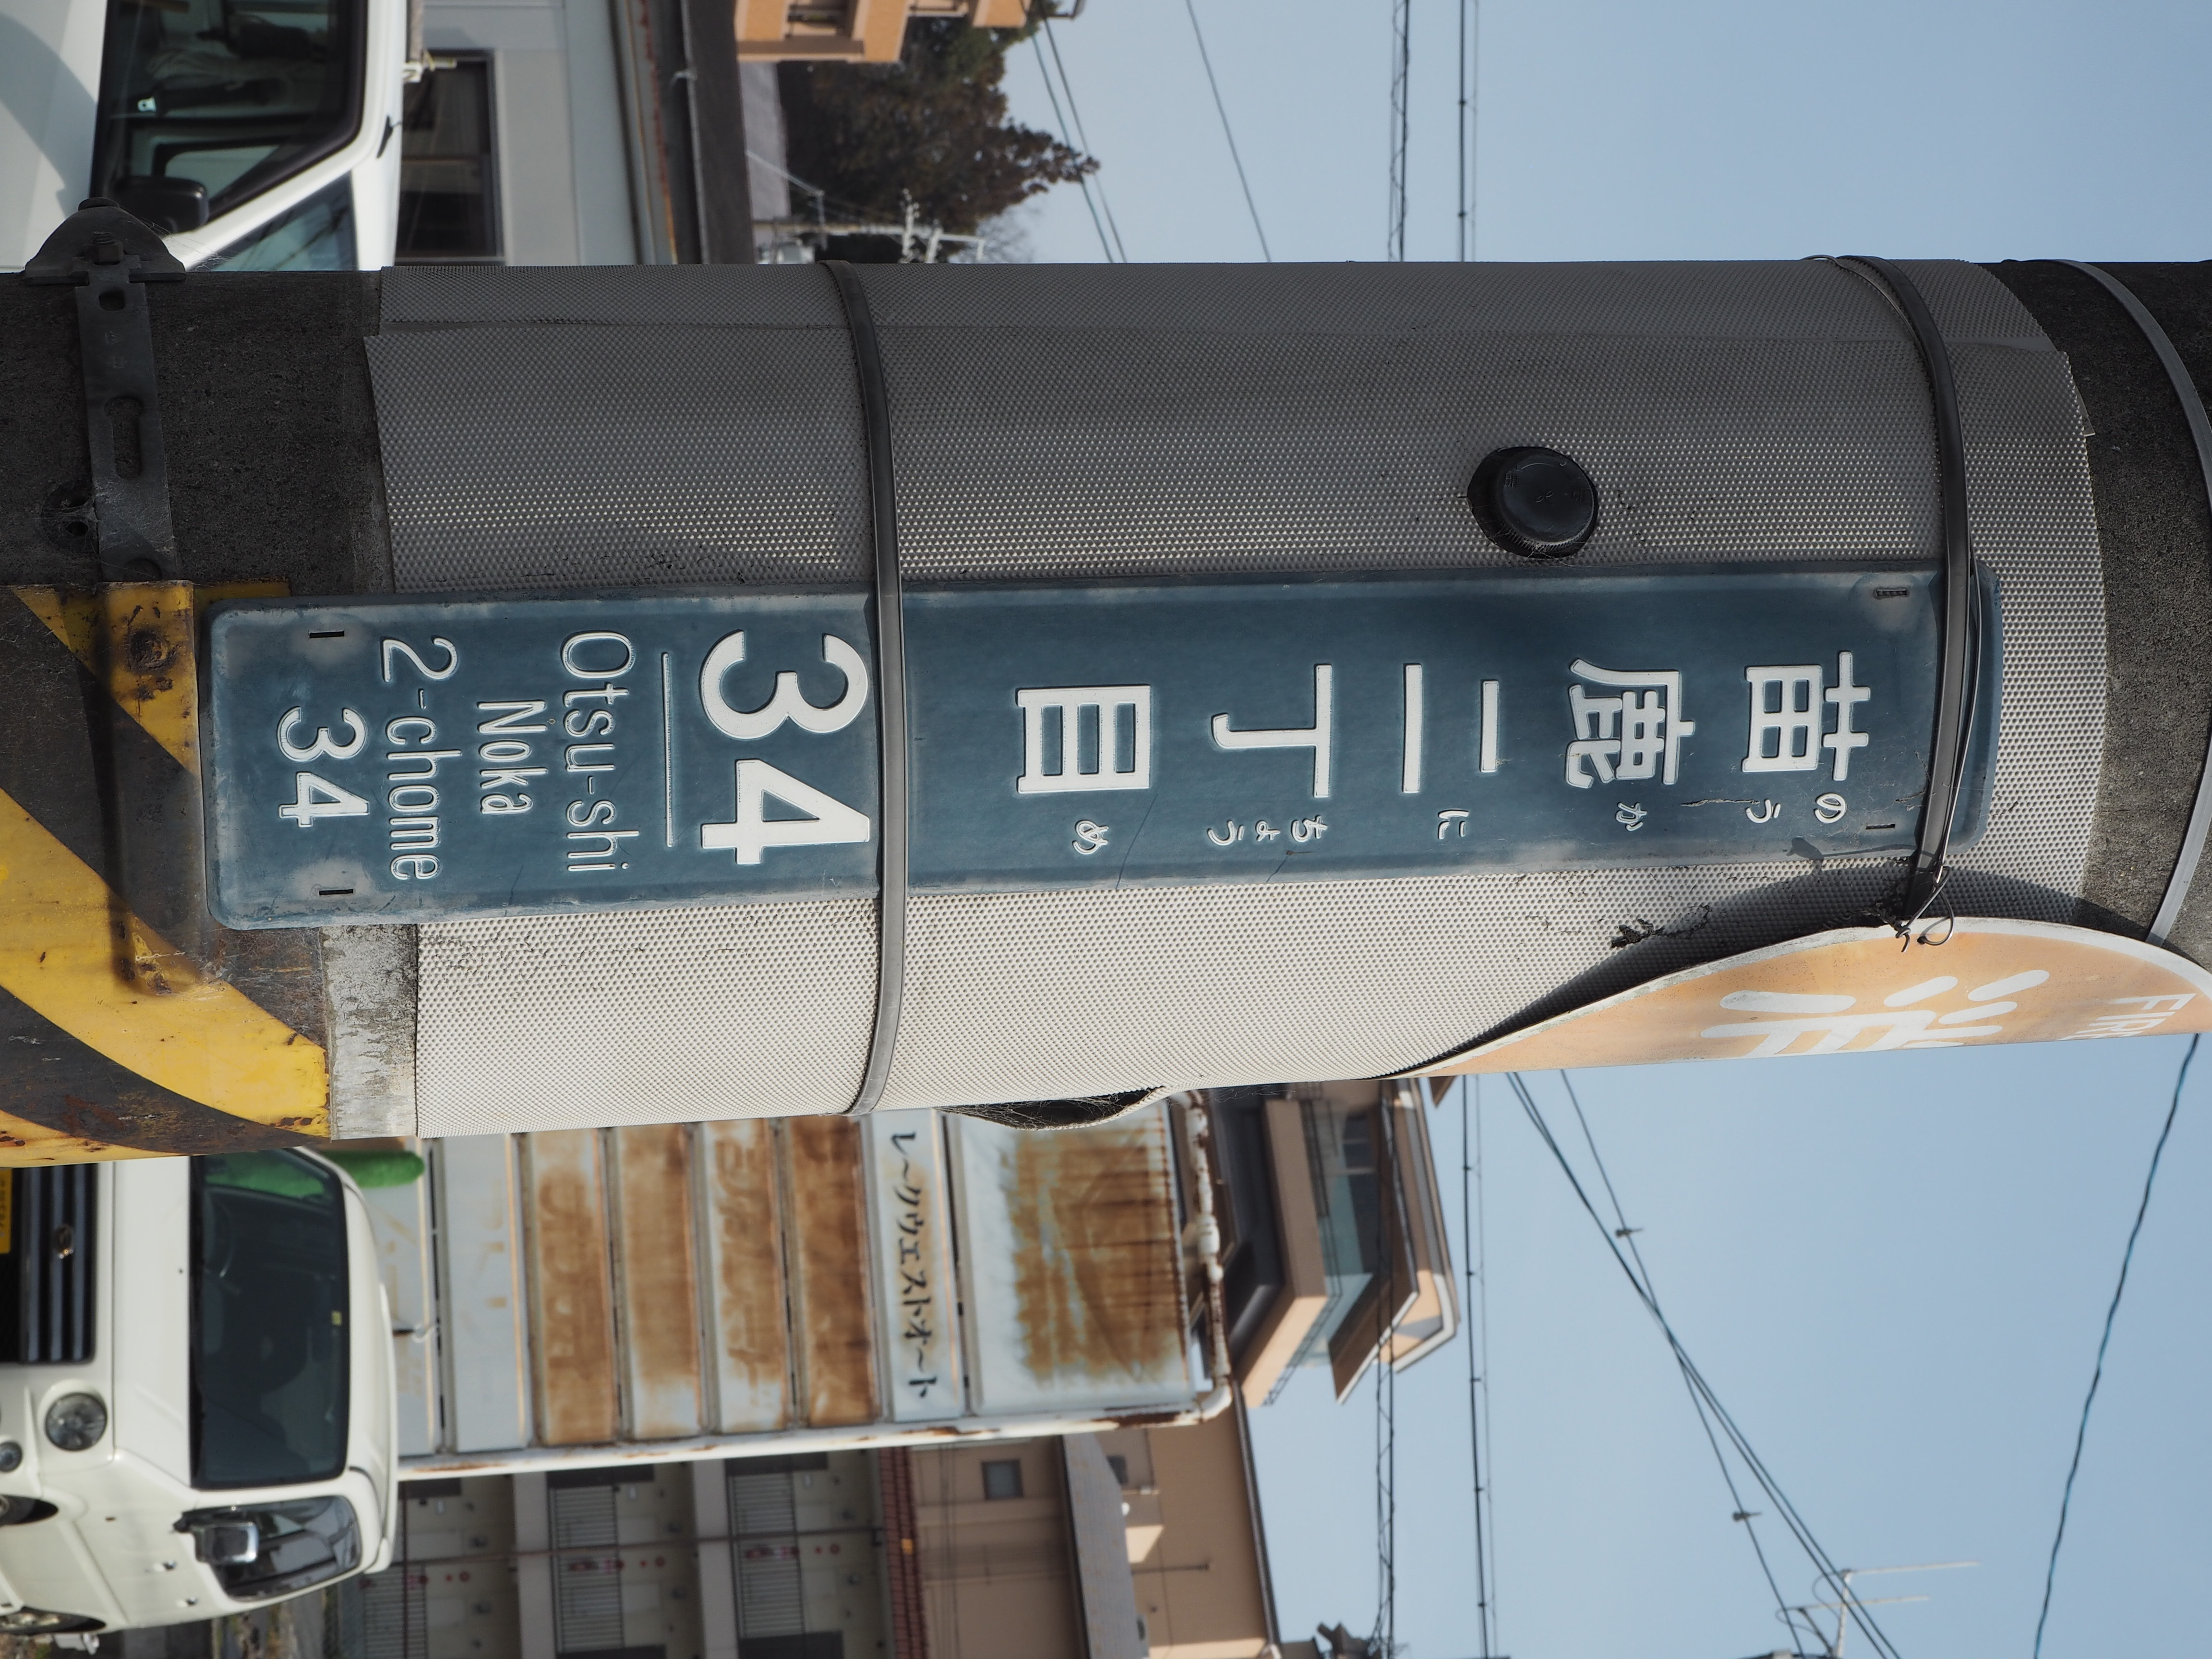 苗鹿二丁目
のうかにちょうめ
34
Otsu-shi
Noka
2-chome
34
レークウエストオート
FIR